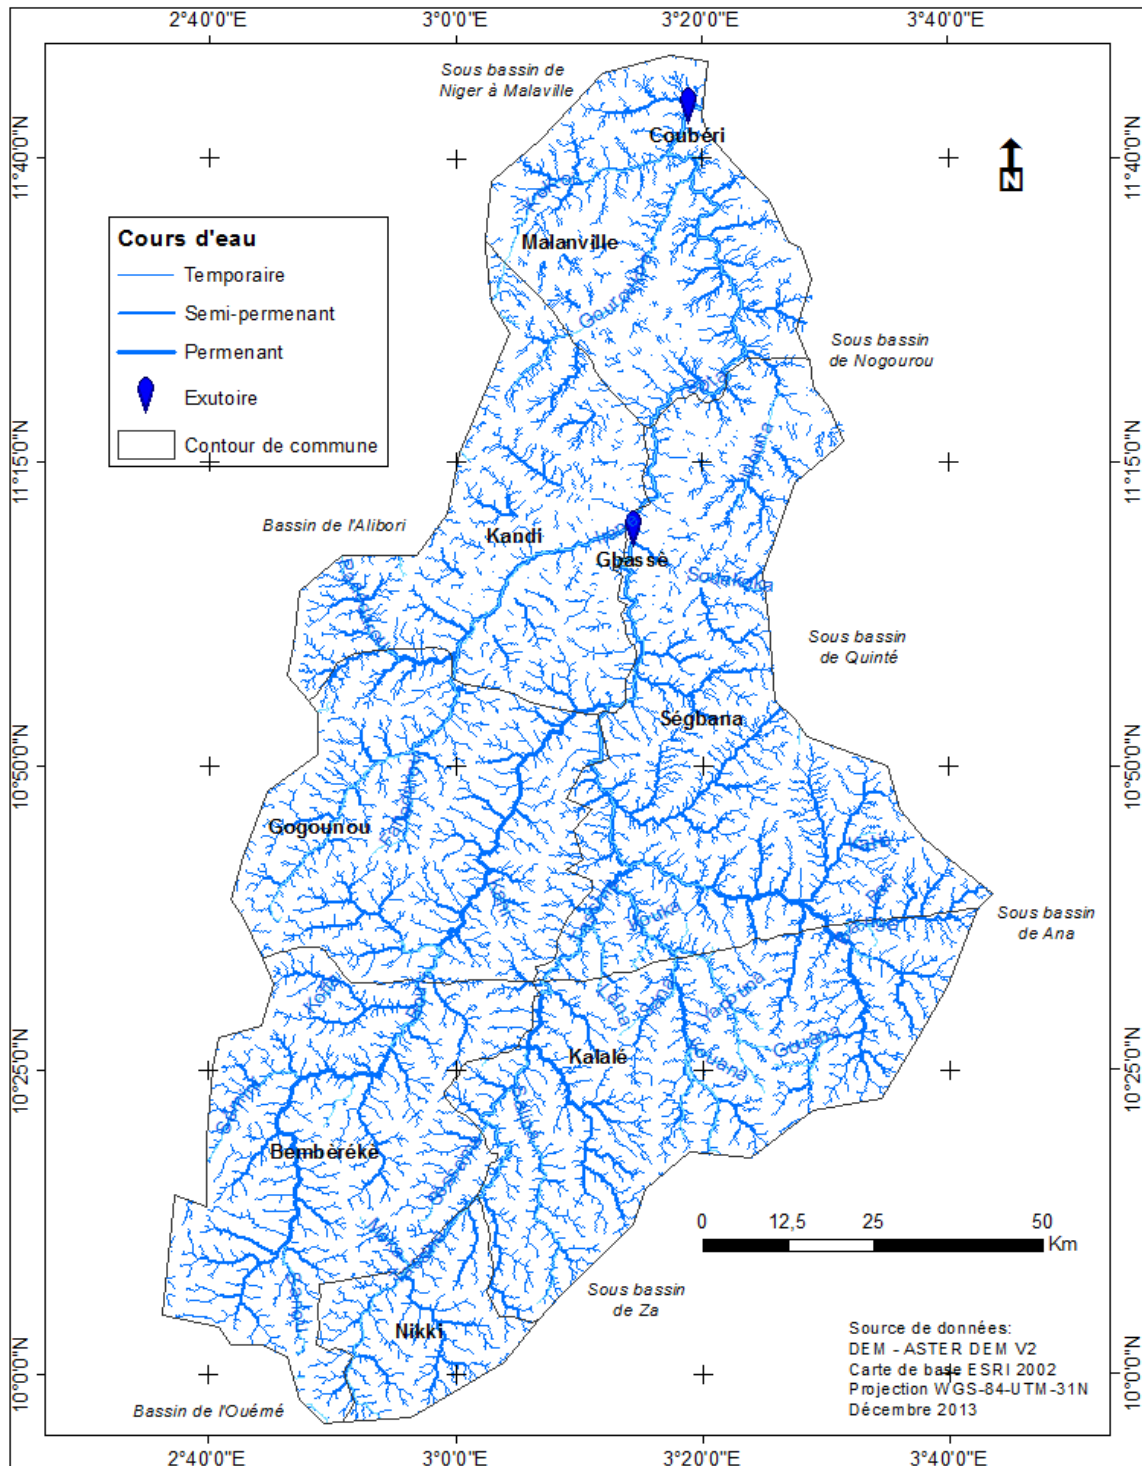 2°40'0"E
3°0'0"E
3°20'0"E
3°40'0"E
Sous bassin de
Niger à Malaville
Coubéri
11°40'0"N
11°40'0"N
N
Cours d'eau
Temporaire
Semi-permenant
Permenant
Exutoire
Contour de commune
Malanville
Sous bassin
de Nogourou
Sota
11°15'0"N
11°15'0"N
Bassin de l'Alibori
Kandi
Gbassè
Souakaka
Sous bassin
de Quinté
Ségbana
10°50'0"N
10°50'0"N
Gogounou
Sous bassin
de Ana
Ouka
Yanpuna
Gouana
Kalalé
10°25'0"N
10°25'0"N
Bembèrèkè
0
12,5
25
50
Km
Sous bassin
de Za
Nikki
Source de données:
DEM - ASTER DEM V2
Carte de base ESRI 2002
Projection WGS-84-UTM-31N
Décembre 2013
10°0'0"N
10°0'0"N
Bassin de l'Ouémé
2°40'0"E
3°0'0"E
3°20'0"E
3°40'0"E